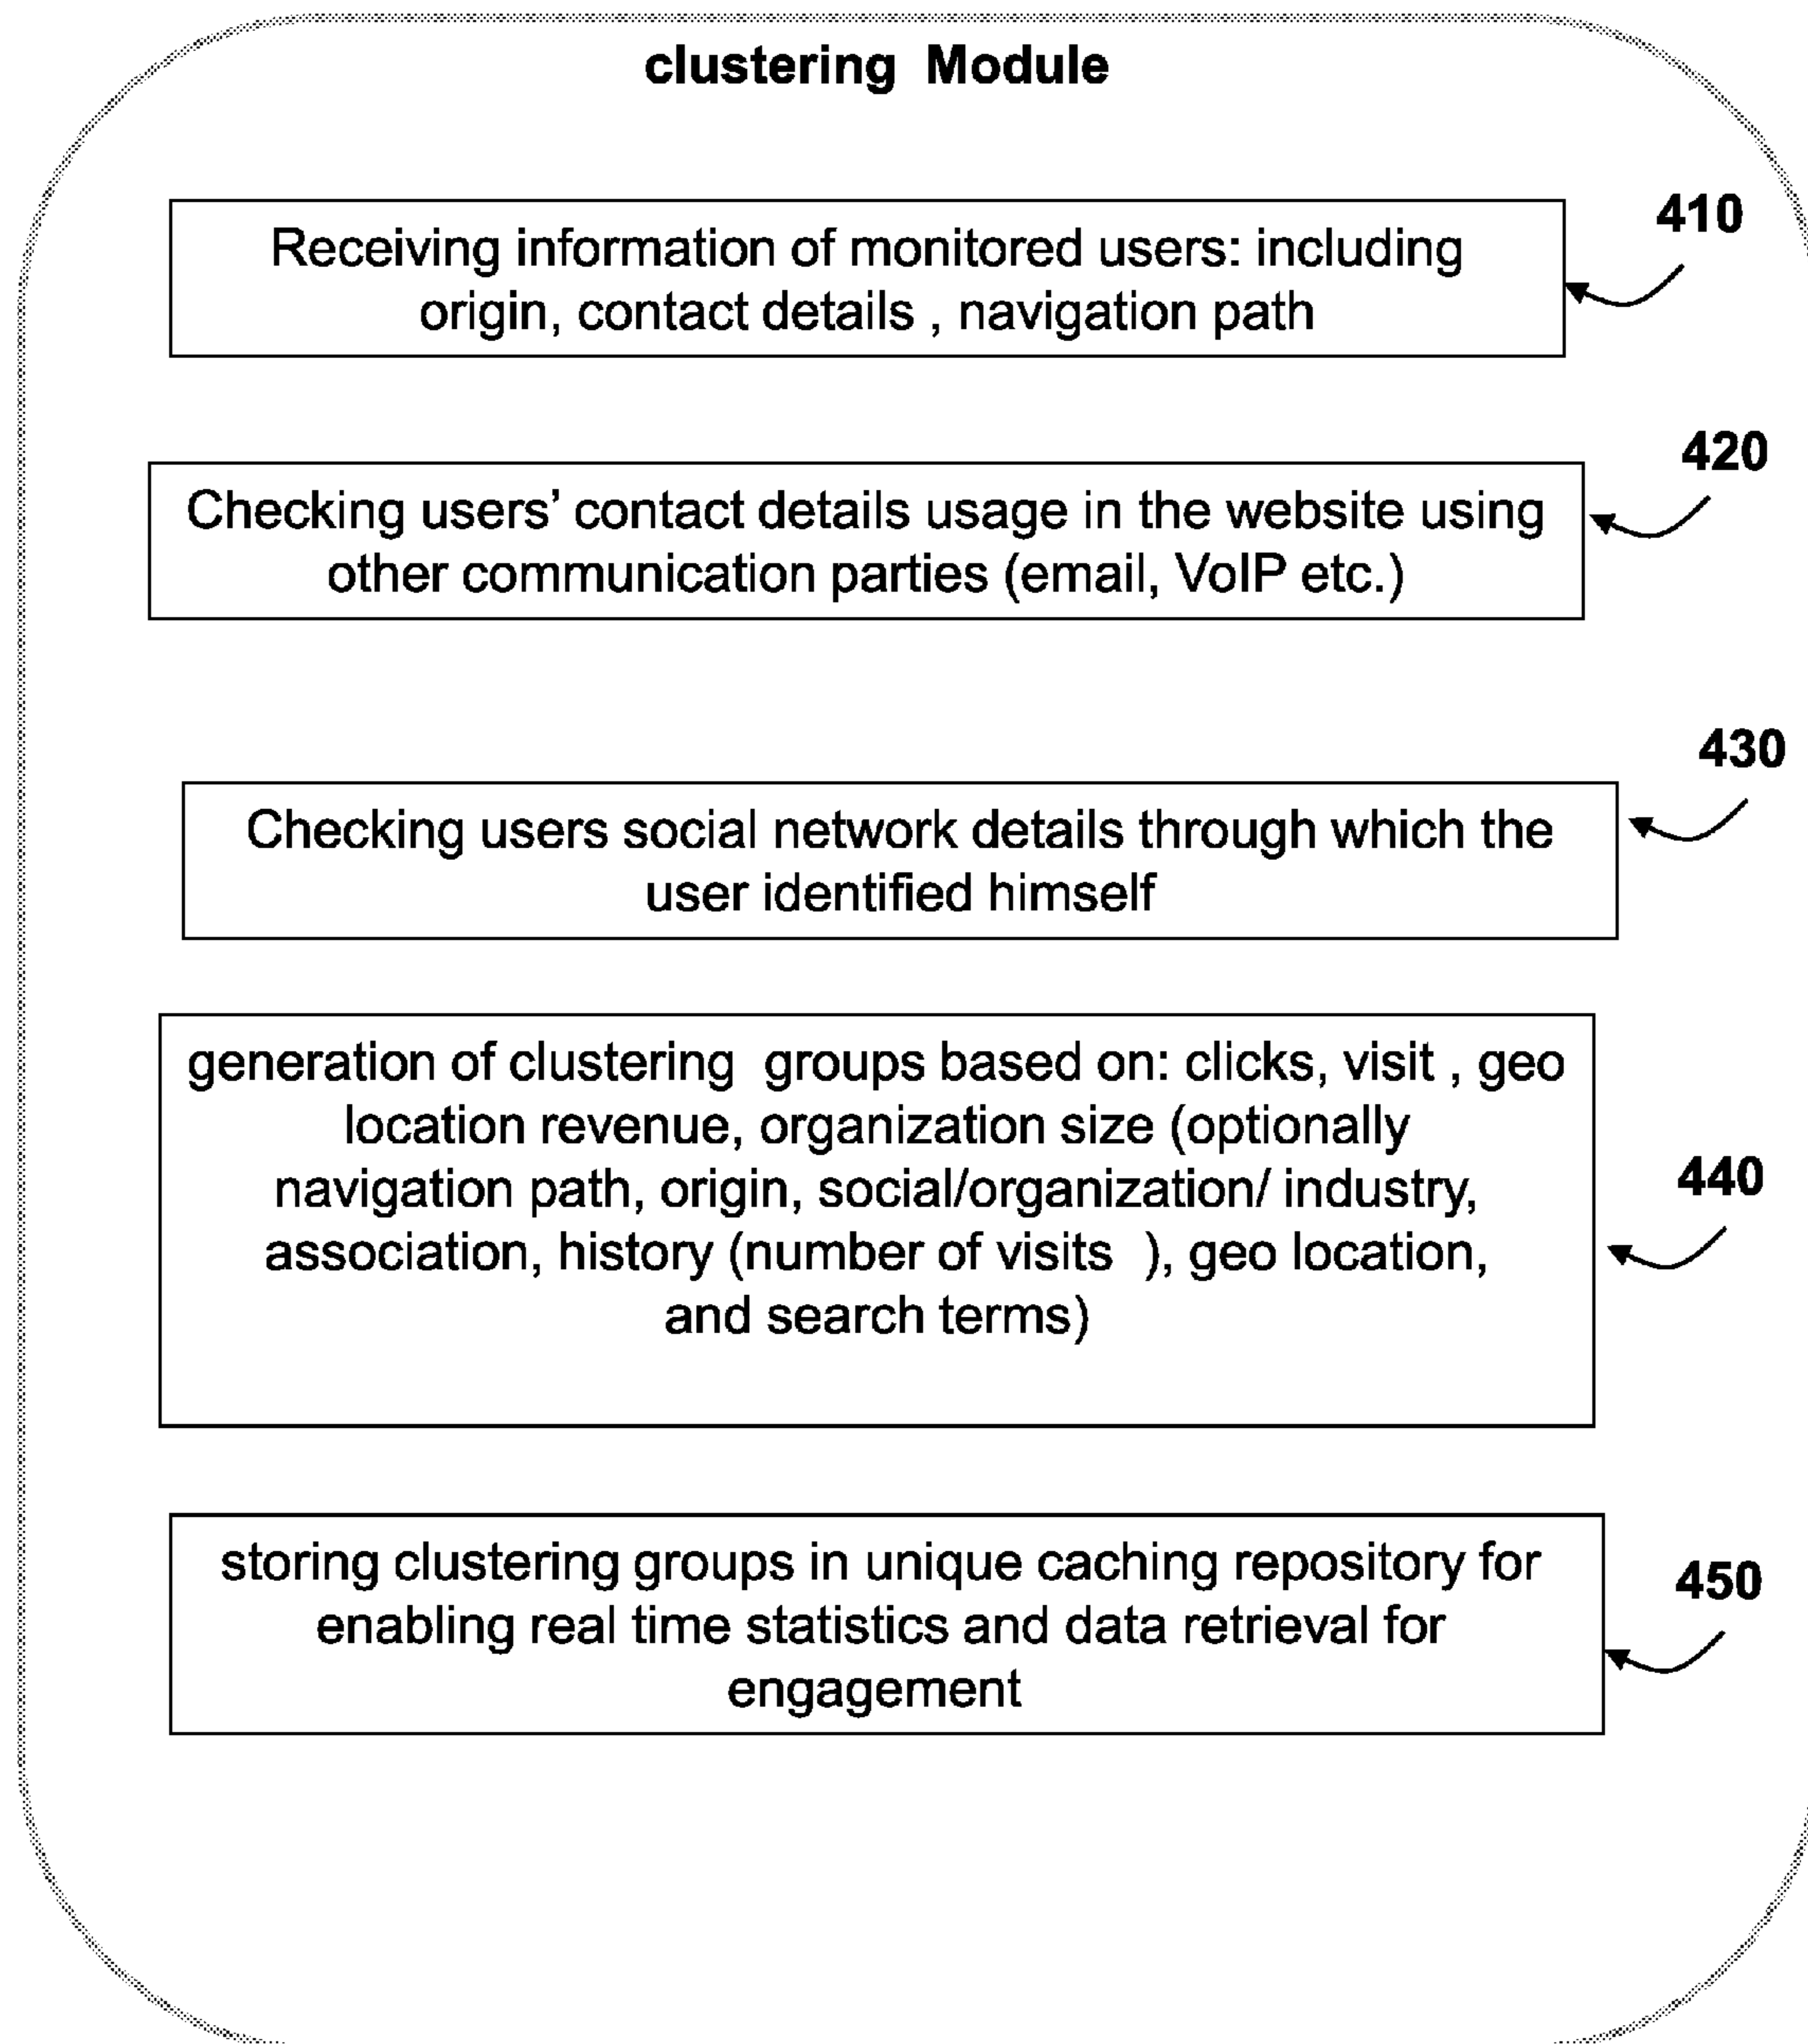 clustering Module
410
Receiving information of monitored users: including
origin, contact details , navigation path
420
Checking users’ contact details usage in the website using
other communication parties (email, VoIP etc.)
430
Checking users social network details through which the
user identified himself
generation of clustering groups based on: clicks, visit , geo
location revenue, organization size (optionally
navigation path, origin, social/organization/ industry,
association, history (number of visits ), geo location,
and search terms)
440
storing clustering groups in unique caching repository for
enabling real time statistics and data retrieval for
engagement
450